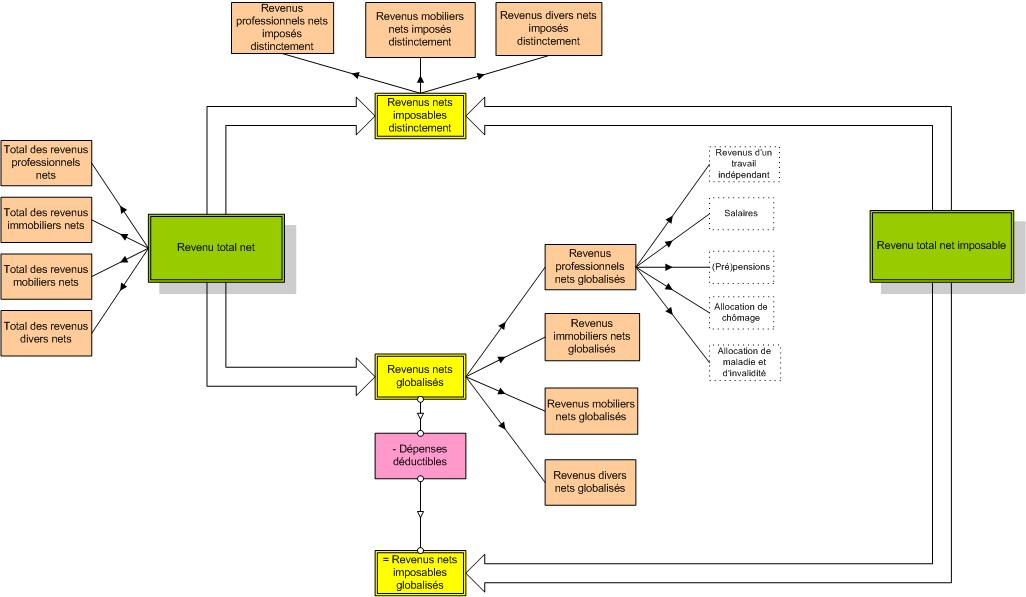 Revenus
professionnels nets
imposés
distinctement
Revenus mobiliers
nets imposés
distinctement
Revenus divers nets
imposés
distinctement
Revenus nets
imposables
distinctement
Total des revenus
professionnels
nets
Total des revenus
immobiliers nets
Total des revenus
mobiliers nets
Total des revenus
divers nets
Revenu total net
Revenus d'un
travail
indépendant
Salaires
(Pré)pensions
Allocation de
chômage
Allocation de
maladie et
d'invalidité
Revenu total net imposable
Revenus
professionnels
nets globalisés
Revenus
immobiliers nets
globalisés
Revenus mobiliers
nets globalisés
Revenus divers
nets globalisés
Revenus nets
globalisés
- Dépenses
déductibles
= Revenus nets
imposables
globalisés